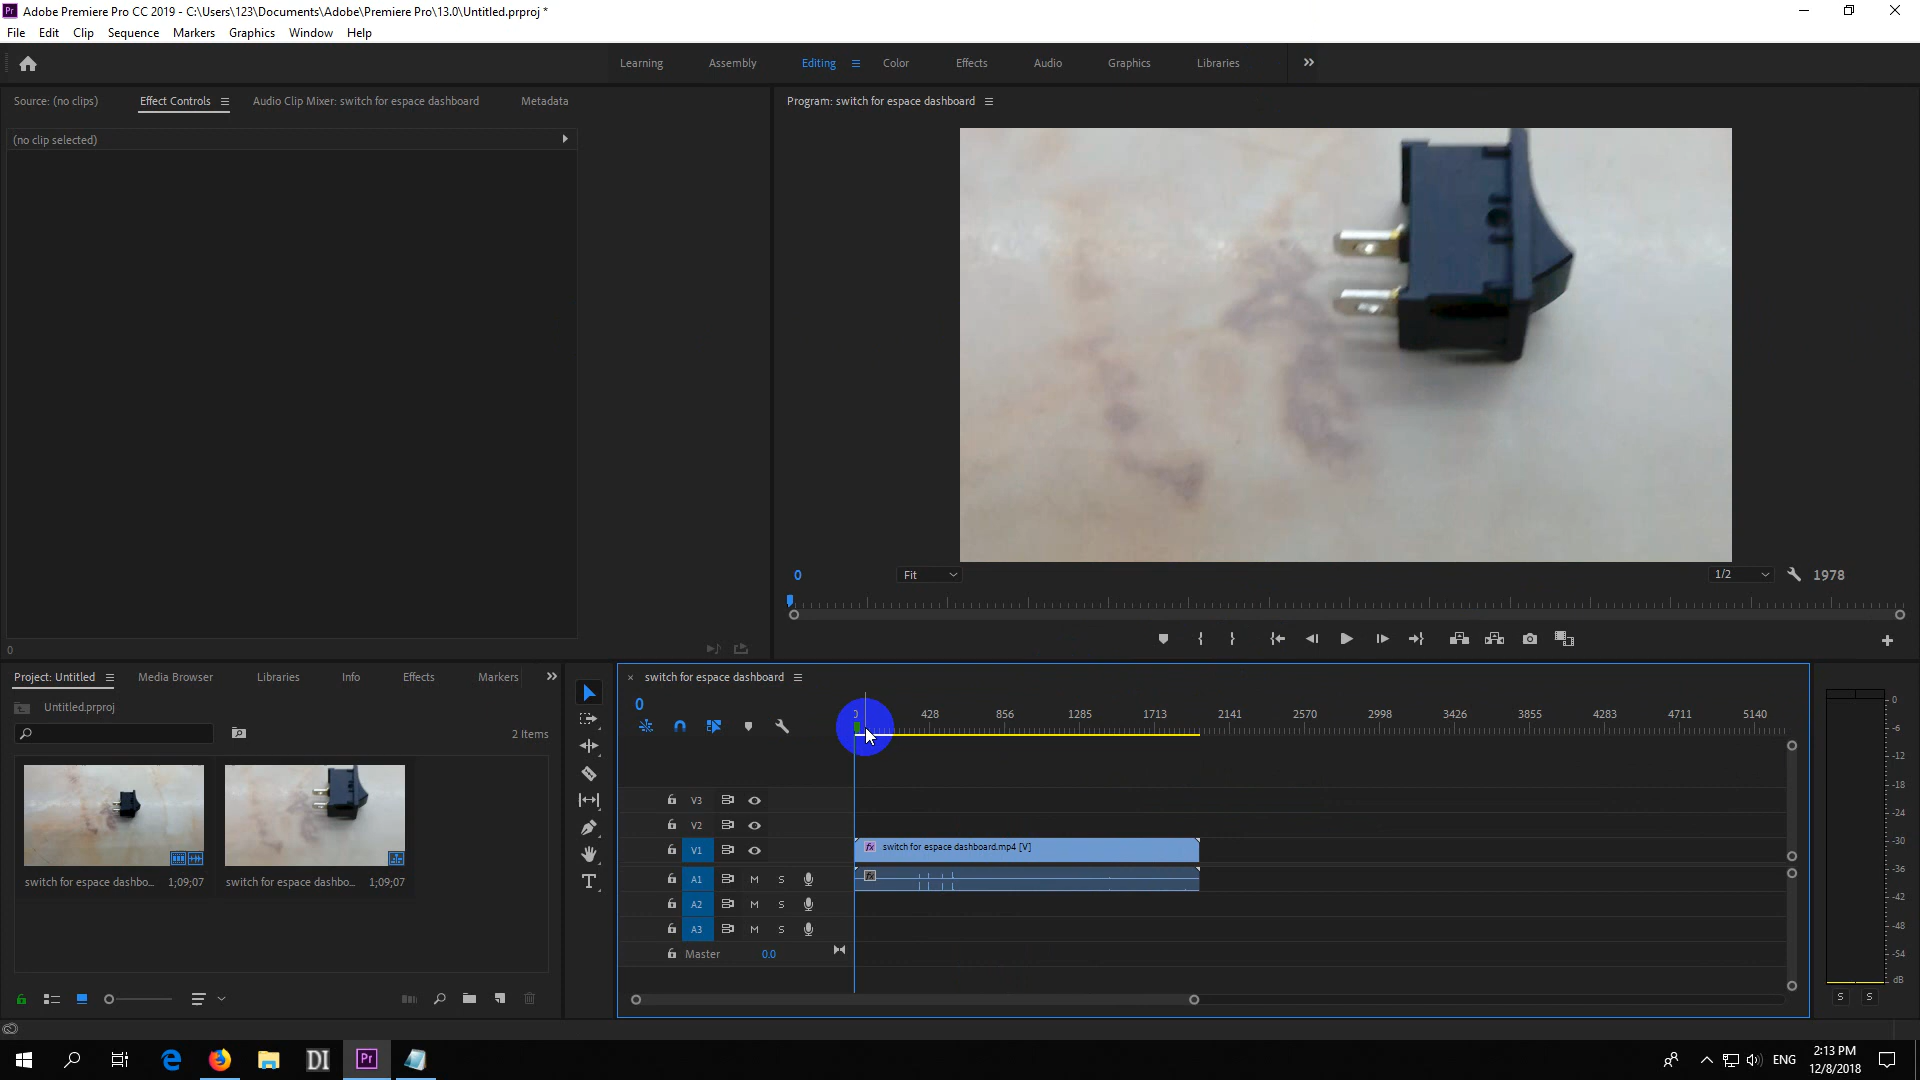 Pr Adobe Premiere Pro CC 2019 - C:\Users\123\Documents\Adobe\Premiere Pro\13.0\Untitled.prproj *
File Edit Clip Sequence Markers Graphics Window Help
Learning Assembly Editing Color Effects Audio Graphics Libraries
Source: (no clips) Effect Controls Audio Clip Mixer: switch for espace dashboard Metadata
Program: switch for espace dashboard
(no clip selected)
0 Fit 1/2 1978
0
Project: Untitled Media Browser Libraries Info Effects Markers
Untitled.prproj
2 Items
switch for espace dashbo... 1;09;07
switch for espace dashbo... 1;09;07
switch for espace dashboard
0
0 428 856 1285 1713 2141 2570 2998 3426 3855 4283 4711 5140
V3
V2
V1 fx switch for espace dashboard.mp4 [V]
A1 M S fx
A2 M S
A3 M S
Master 0.0
0
-6
-12
-18
-24
-30
-36
-42
-48
-54
dB
S S
DI Pr ENG
2:13 PM
12/8/2018